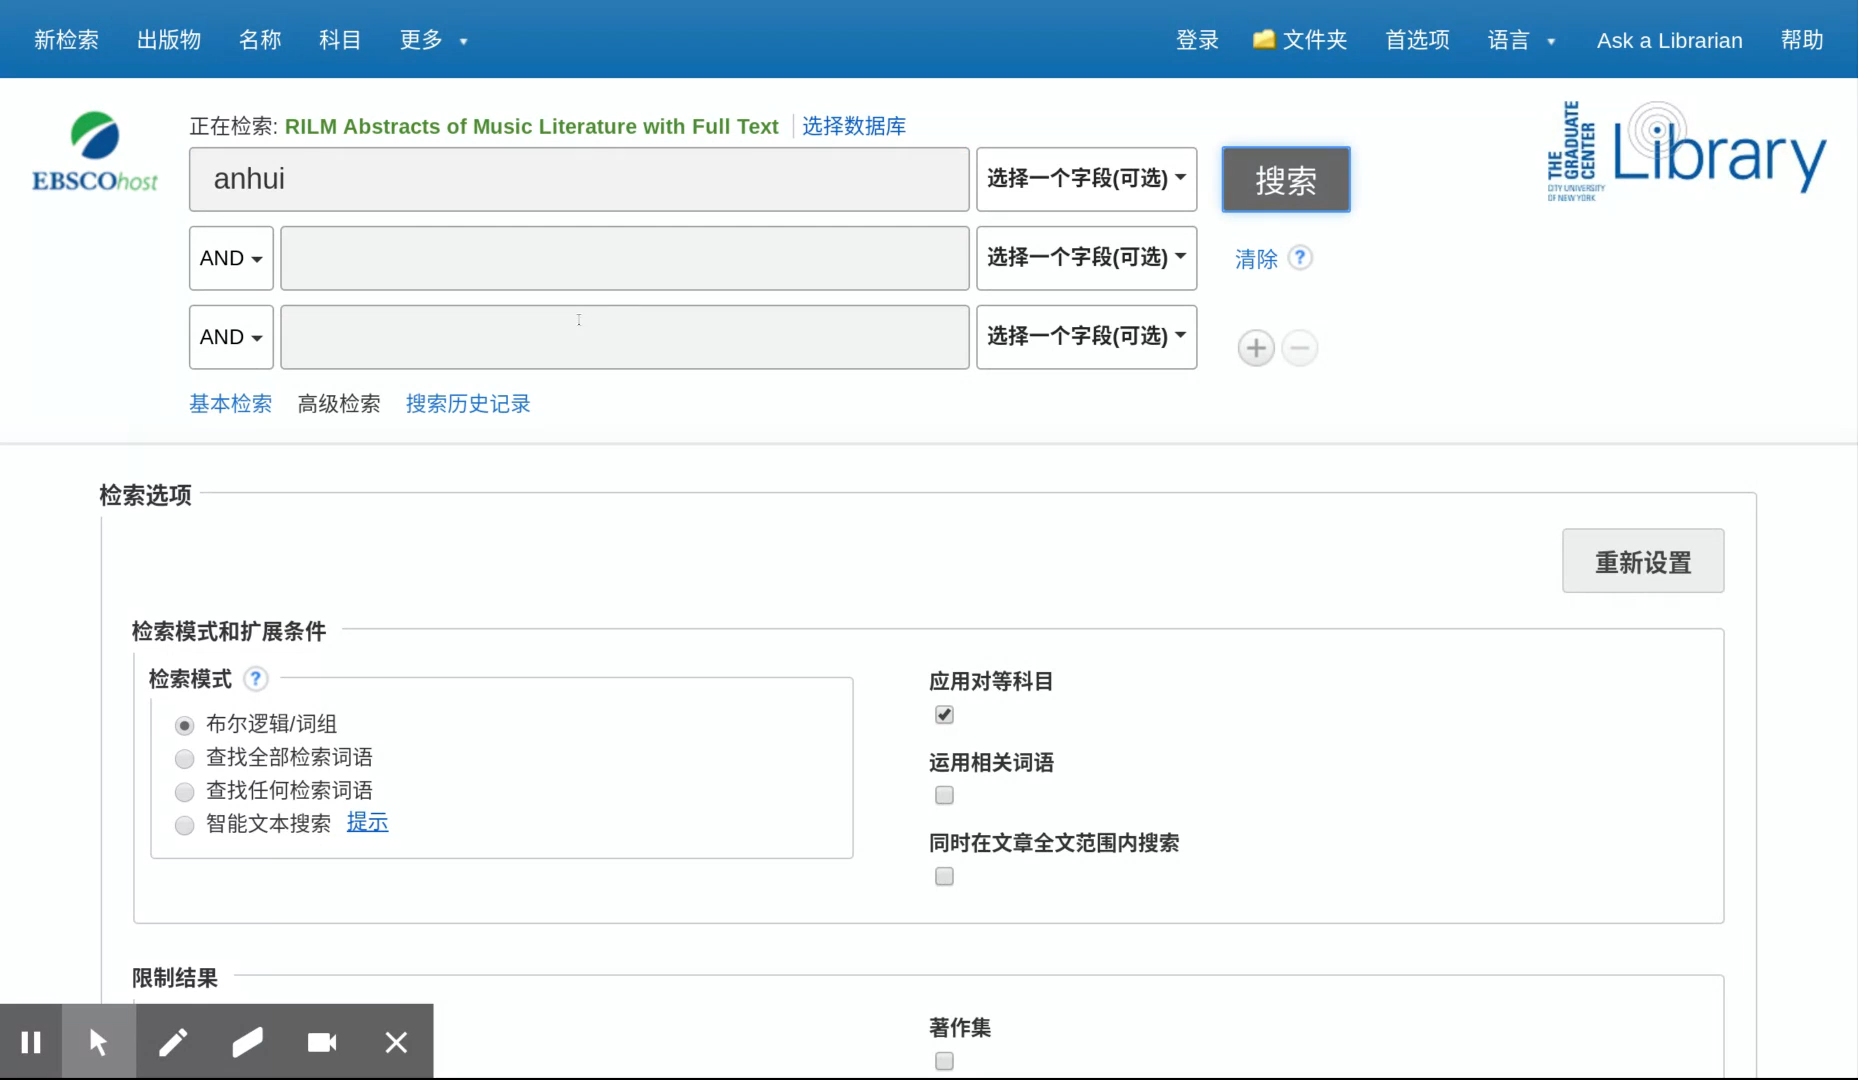 新检索 出版物 名称 科目 更多 登录 文件夹 首选项 语言 Ask a Librarian 帮助
正在检索: RILM Abstracts of Music Literature with Full Text 选择数据库
EBSCOhost
THE GRADUATE CENTER
CITY UNIVERSITY OF NEW YORK
Library
anhui 选择一个字段(可选) 搜索
AND 选择一个字段(可选) 清除 ?
AND 选择一个字段(可选)
基本检索 高级检索 搜索历史记录
检索选项
重新设置
检索模式和扩展条件
检索模式 ?
布尔逻辑/词组
查找全部检索词语
查找任何检索词语
智能文本搜索 提示
应用对等科目
运用相关词语
同时在文章全文范围内搜索
限制结果
著作集